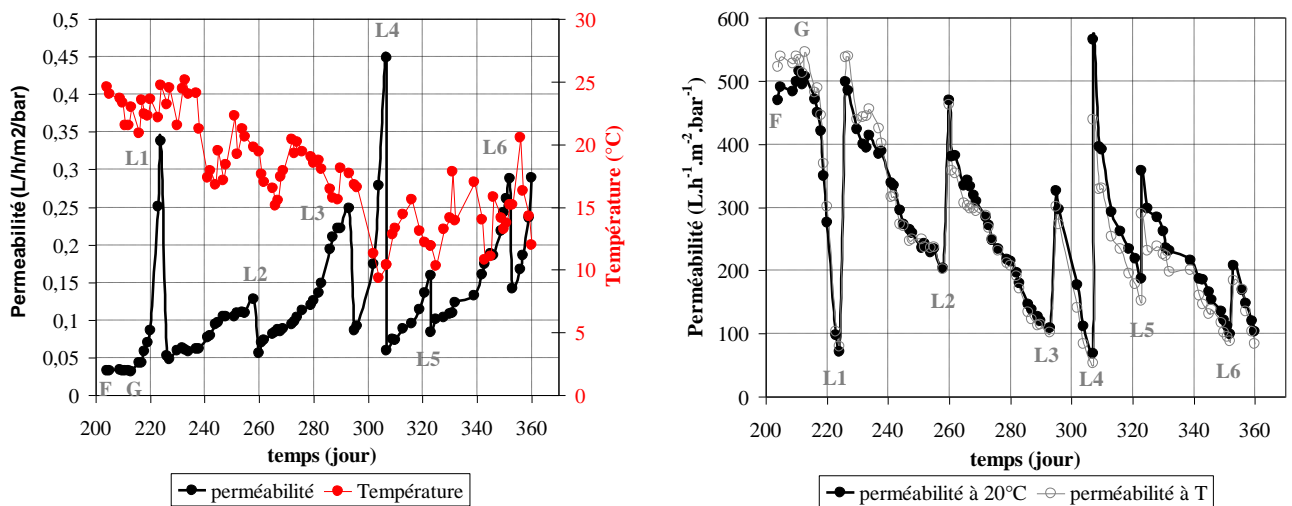 0,5
0,45
0,4
0,35
0,3
0,25
0,2
0,15
0,1
0,05
0
Permeabilité (L/h/m2/bar)
30
25
20
15
10
5
0
Température (°C)
L1
L2
L3
L4
L5
L6
F
G
200 220 240 260 280 300 320 340 360
temps (jour)
perméabilité
Température
600
500
400
300
200
100
0
Perméabilité (L.h-1.m-2.bar-1)
F
G
L1
L2
L3
L4
L5
L6
200 220 240 260 280 300 320 340 360
temps (jour)
perméabilité à 20°C
perméabilité à T